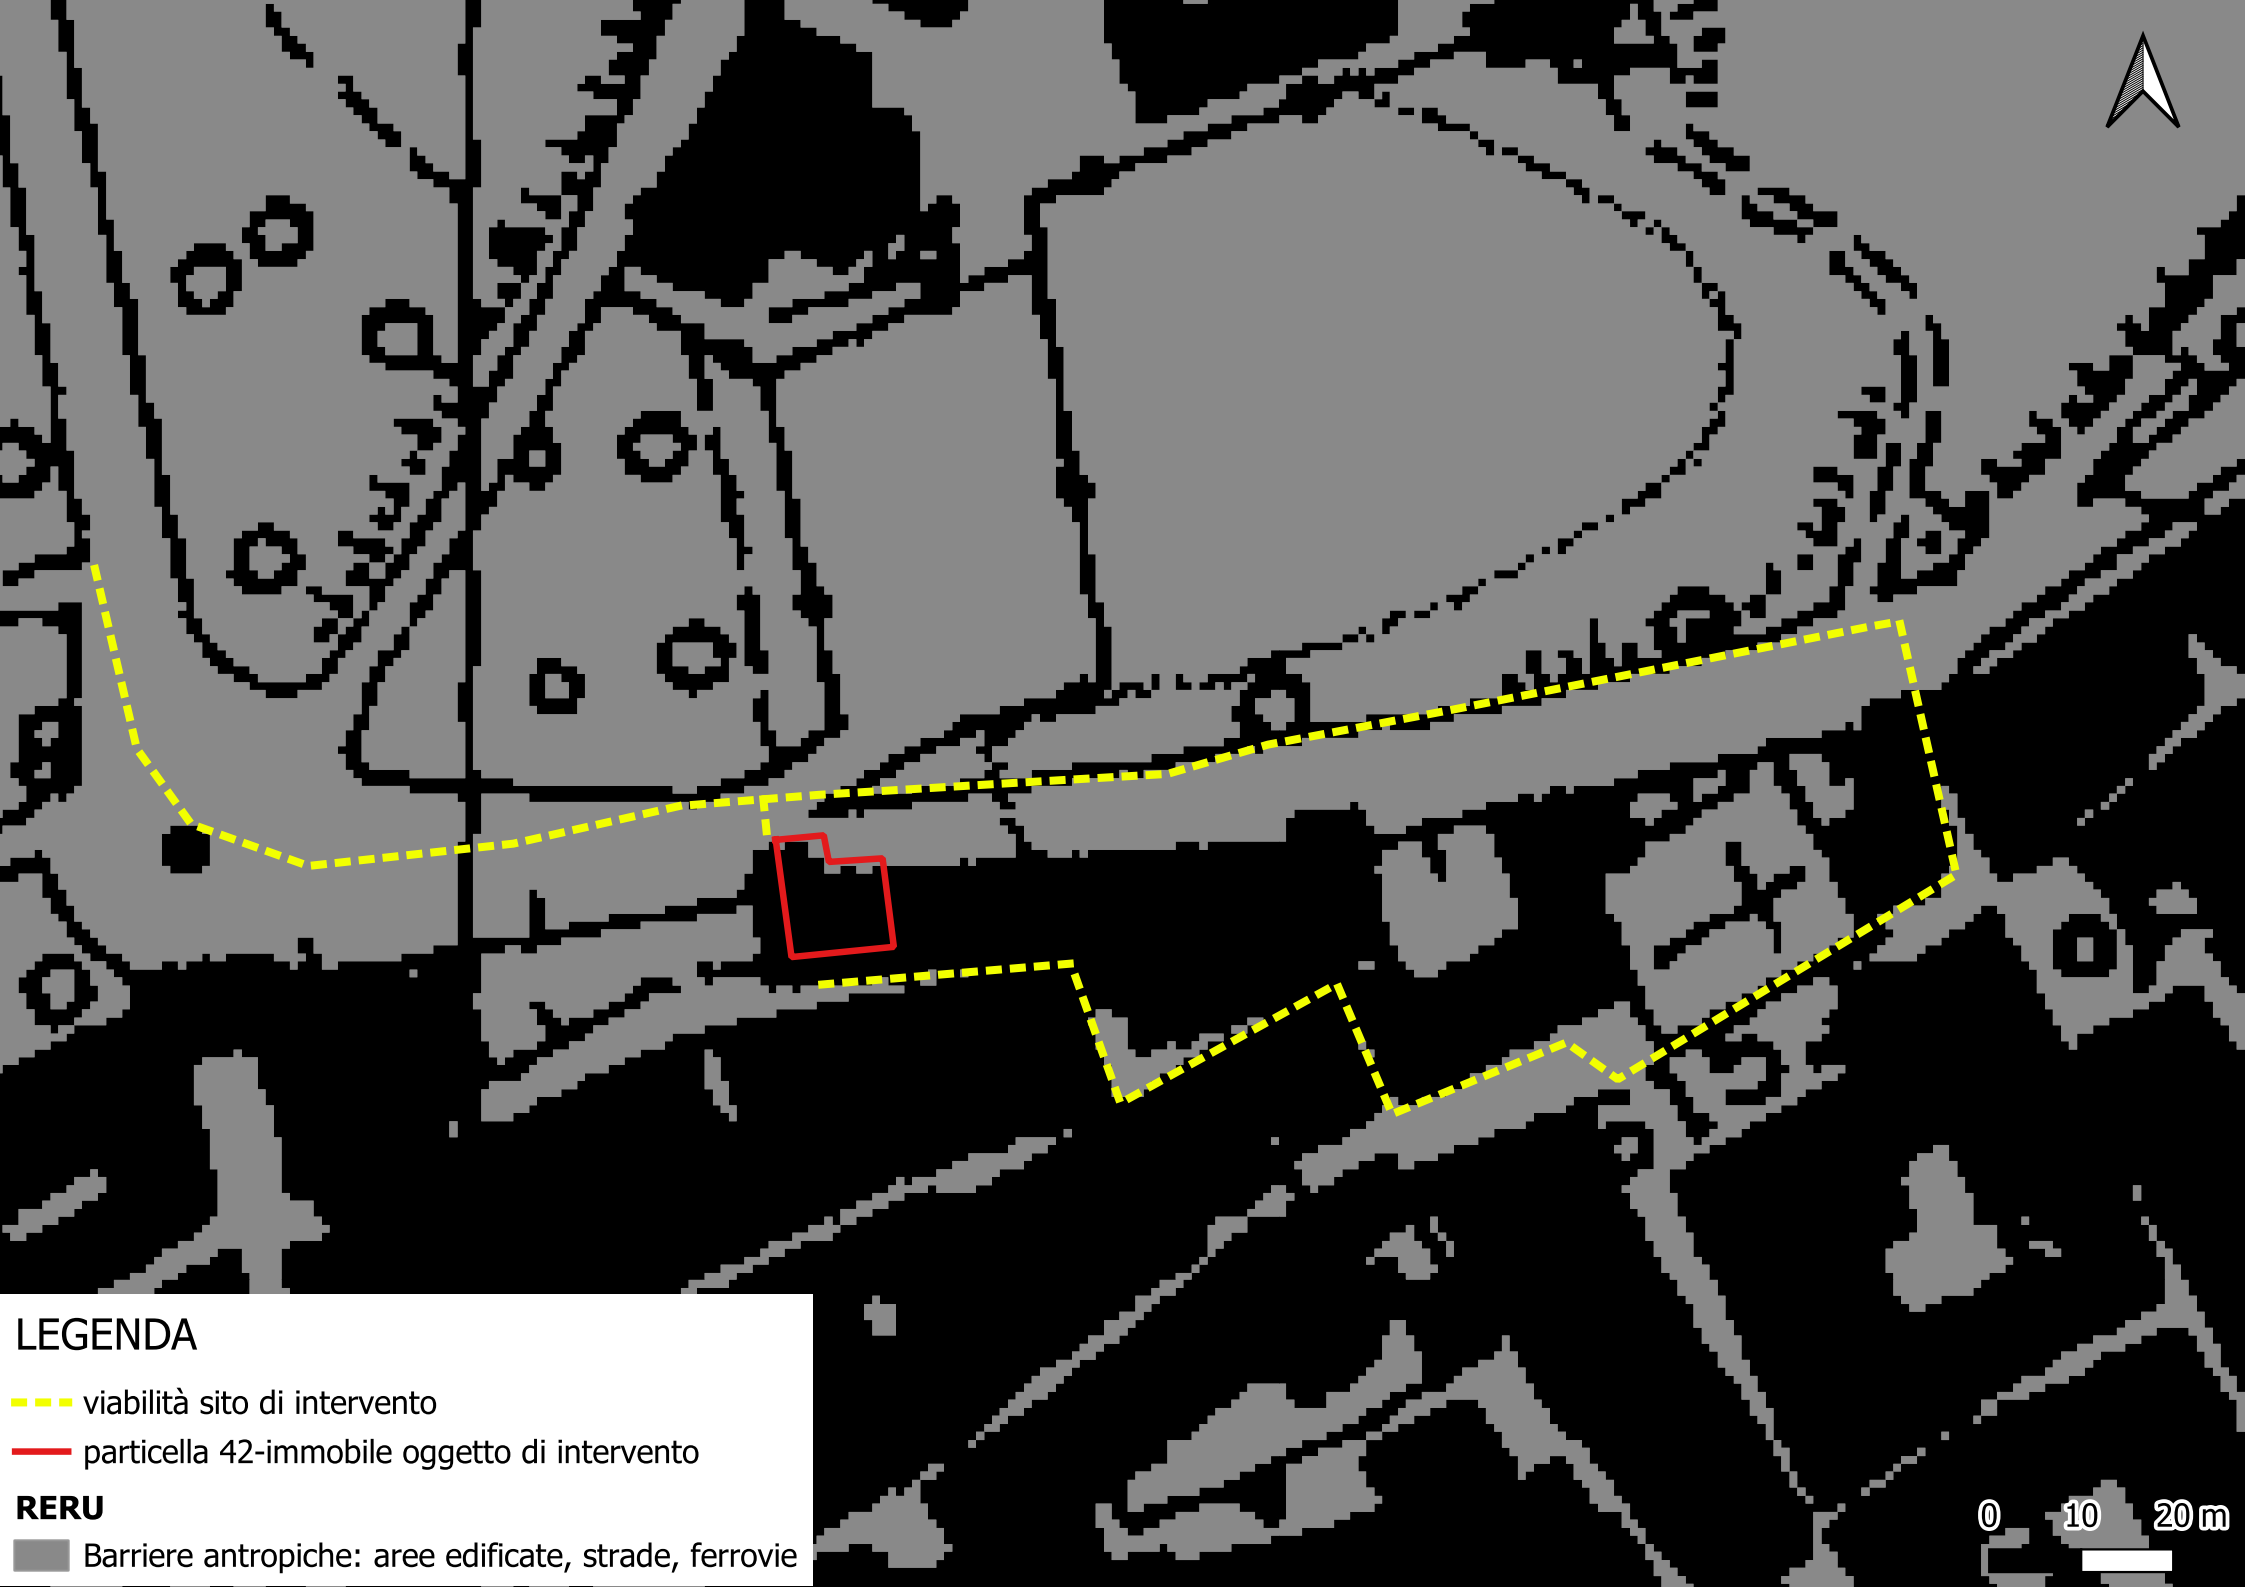 LEGENDA
viabilità sito di intervento
particella 42-immobile oggetto di intervento
RERU
Barriere antropiche: aree edificate, strade, ferrovie
0 10 20 m